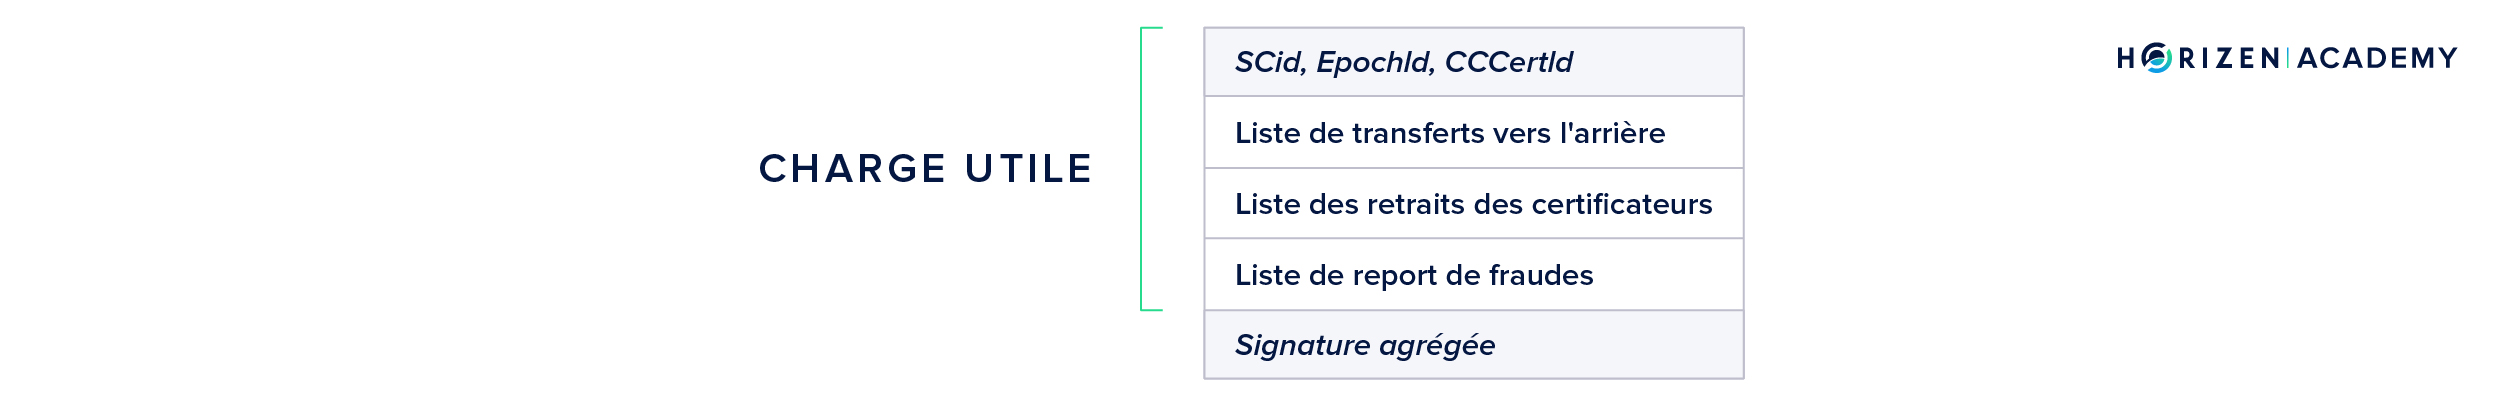 SCid, EpochId, CCCertId
HORIZEN ACADEMY
Liste de transferts vers l'arrière
CHARGE UTILE
Liste des retraits des certificateurs
Liste de report de fraudes
Signature agrégée